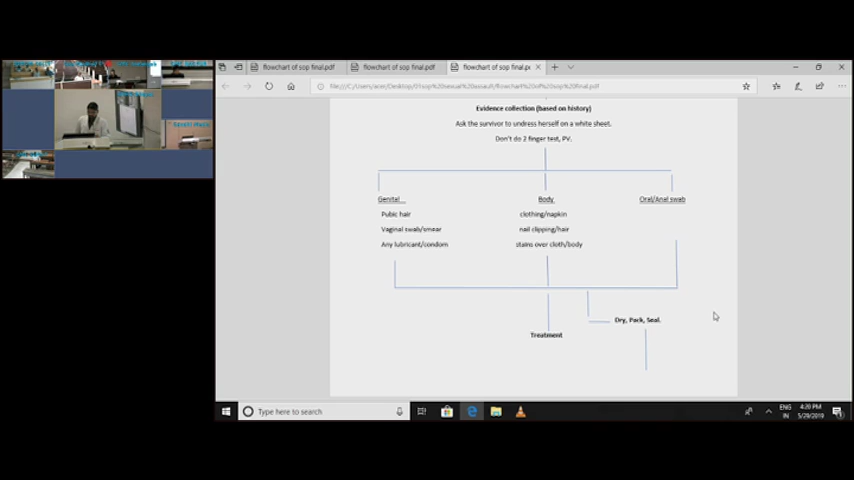 flowchart of sop final.pdf
flowchart of sop final.pdf
flowchart of sop final.pc
Evidence collection (based on history)
Ask the survivor to undress herself on a white sheet.
Don't do 2 finger test, PV.
Genital
Body
Oral/Anal swab
Pubic hair
clothing/napkin
Vaginal swab/smear
nail clipping/hair
Any lubricant/condom
stains over cloth/body
Dry, Pack, Seal.
Treatment
Type here to search
ENG
IN
4:20 PM
5/29/2019